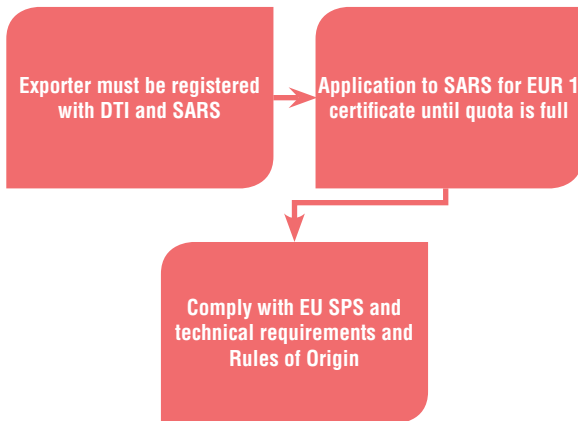 Exporter must be registered
with DTI and SARS
Application to SARS for EUR 1
certificate until quota is full
Comply with EU SPS and
technical requirements and
Rules of Origin